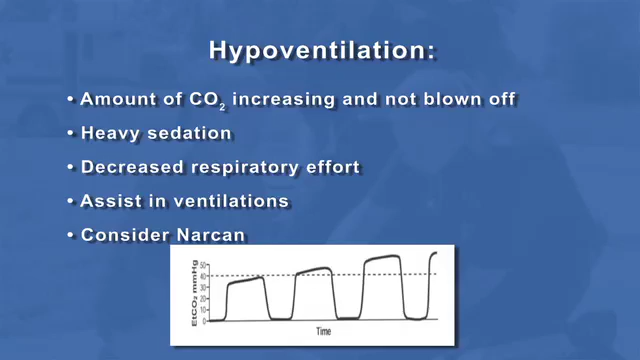 Hypoventilation:
• Amount of CO₂ increasing and not blown off
• Heavy sedation
• Decreased respiratory effort
• Assist in ventilations
• Consider Narcan
EtCO2 mmHg
50
40
30
20
10
0
Time